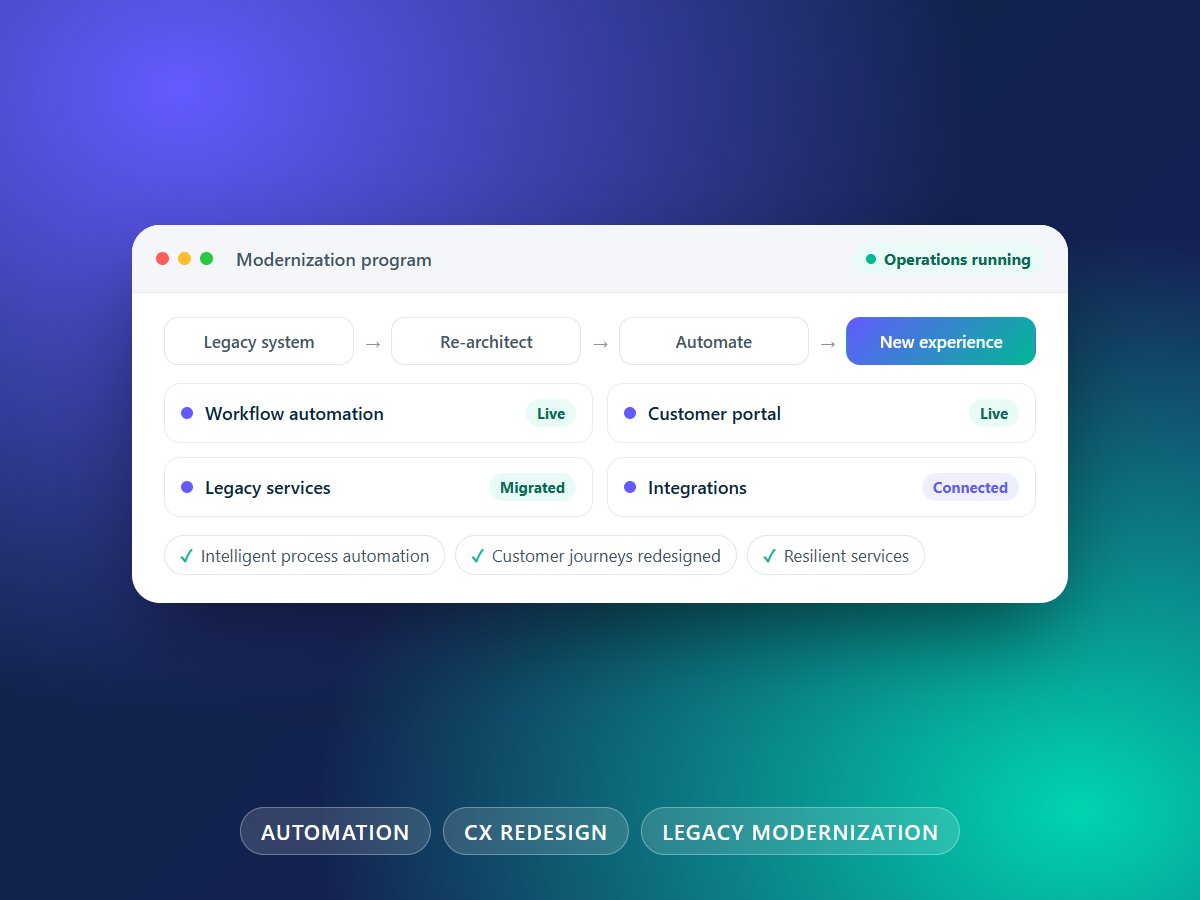 Modernization program
Operations running
Legacy system → Re-architect → Automate → New experience
Workflow automation Live
Customer portal Live
Legacy services Migrated
Integrations Connected
✓ Intelligent process automation ✓ Customer journeys redesigned ✓ Resilient services
AUTOMATION CX REDESIGN LEGACY MODERNIZATION